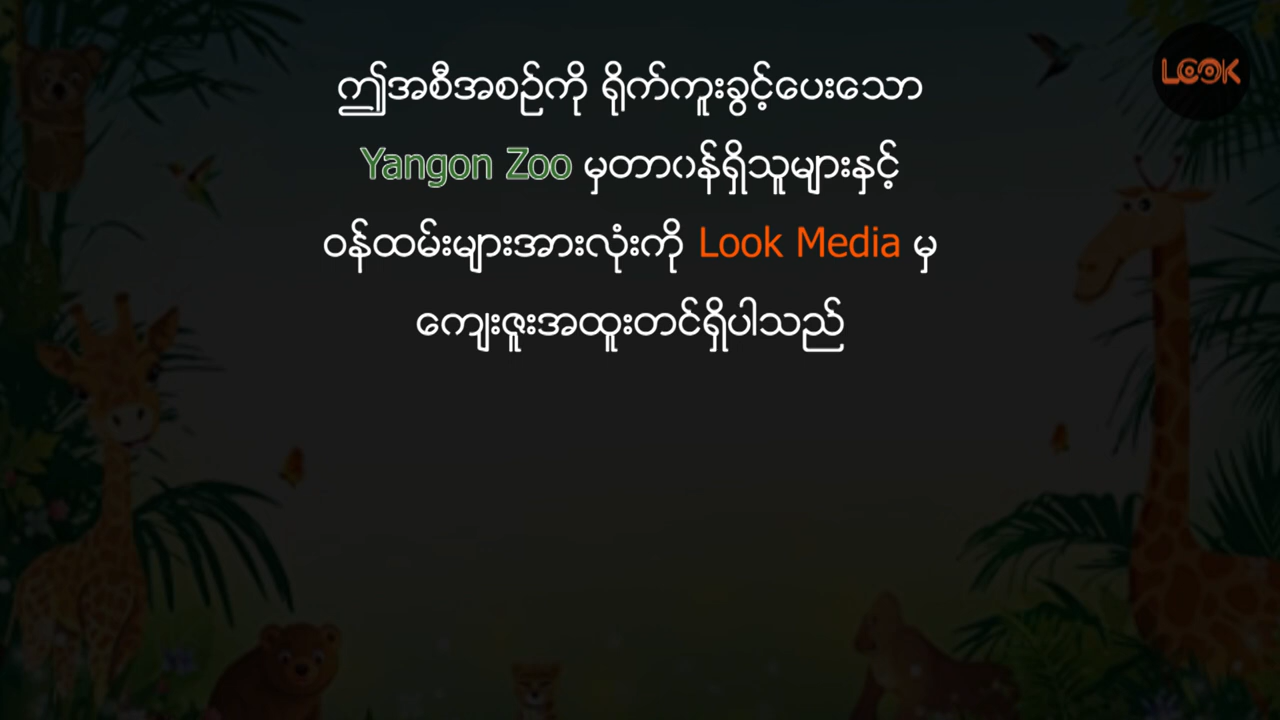 LOOK
ဤအစီအစဉ်ကို ရိုက်ကူးခွင့်ပေးသော
Yangon Zoo မှတာဝန်ရှိသူများနှင့်
ဝန်ထမ်းများအားလုံးကို Look Media မှ
ကျေးဇူးအထူးတင်ရှိပါသည်